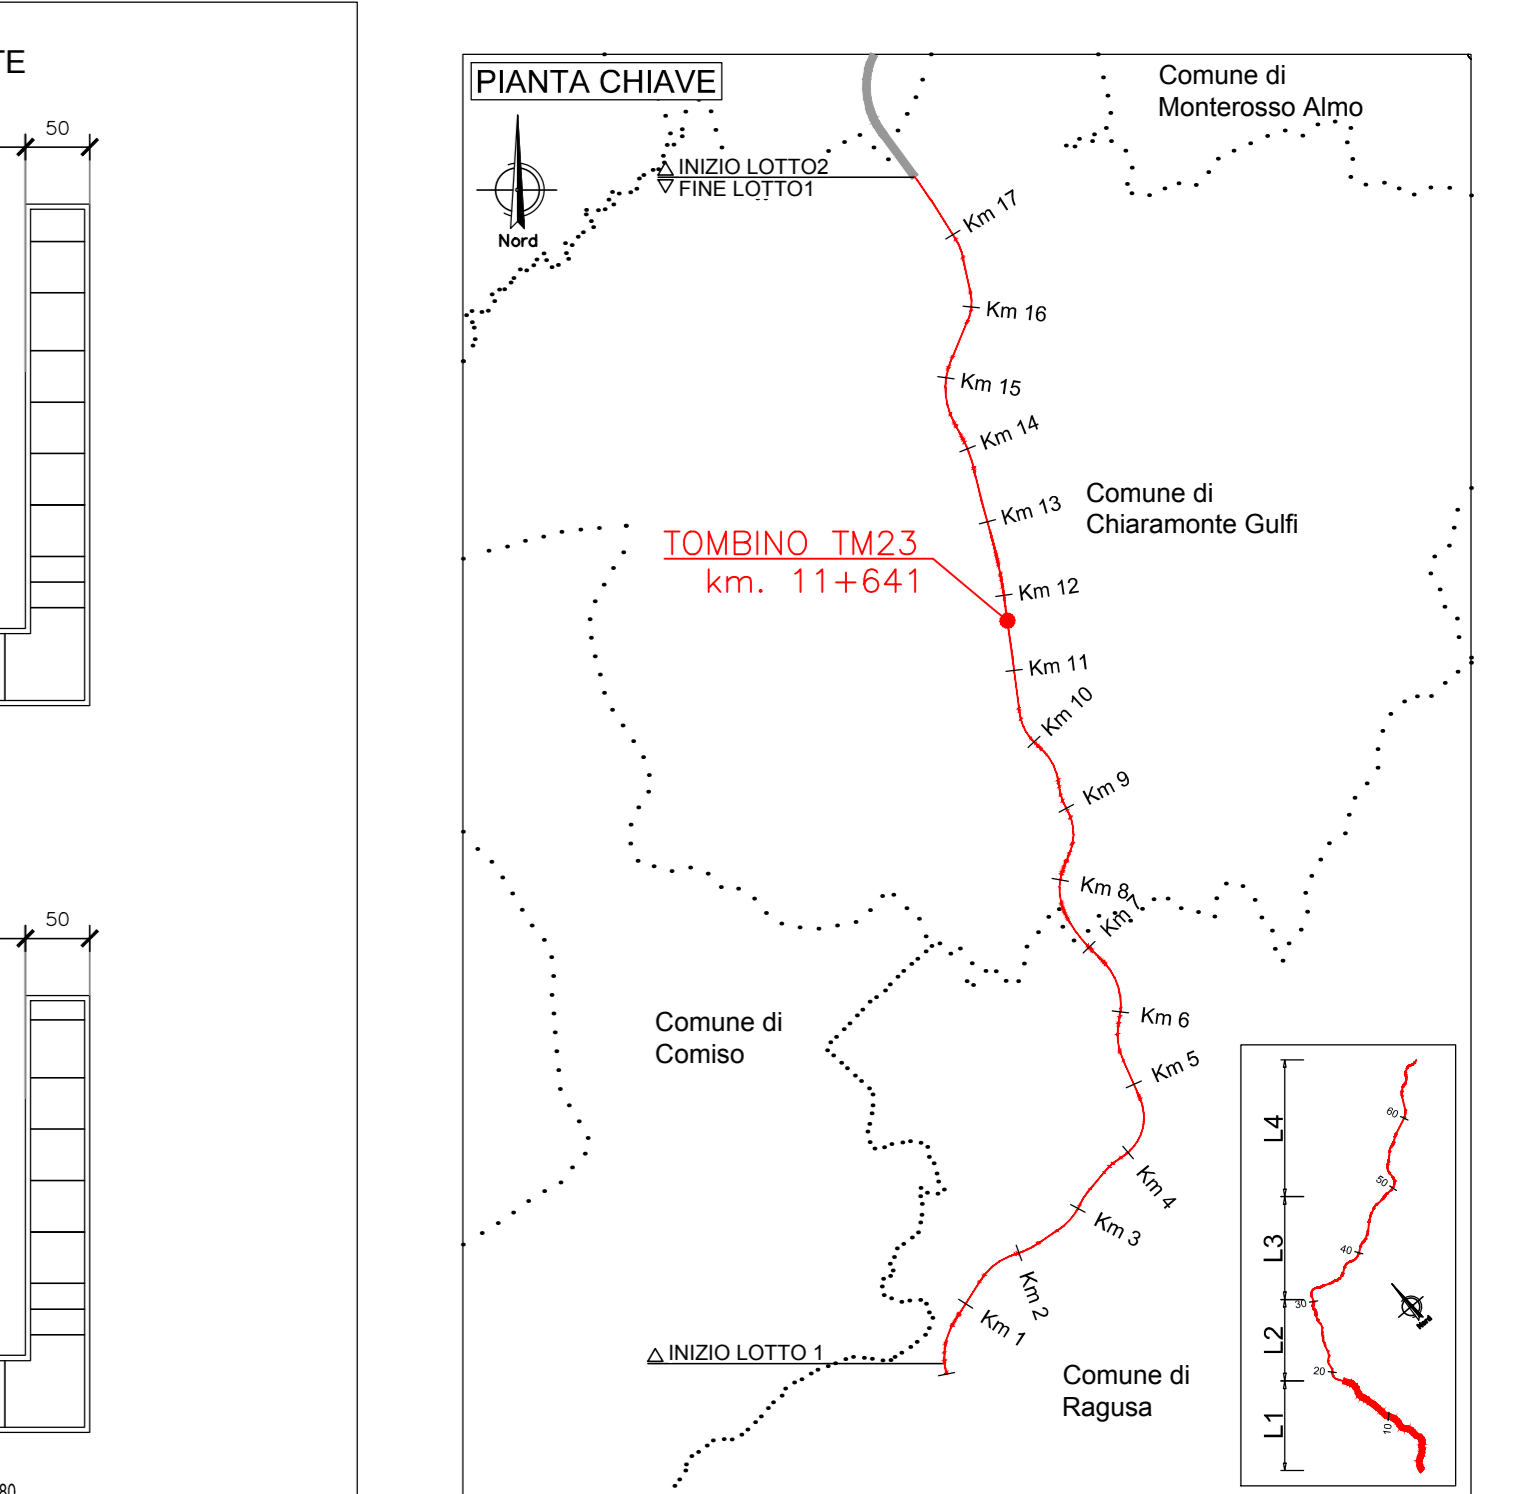 TE
50
50
80
PIANTA CHIAVE
Nord
INIZIO LOTTO2
FINE LOTTO1
Comune di
Monterosso Almo
Km 17
Km 16
Km 15
Km 14
Km 13
Comune di
Chiaramonte Gulfi
TOMBINO TM23
km. 11+641
Km 12
Km 11
Km 10
Km 9
Km 8
Km 7
Comune di
Comiso
Km 6
Km 5
Km 4
Km 3
Km 2
Km 1
INIZIO LOTTO 1
Comune di
Ragusa
L4
L3
L2
L1
60
50
40
30
20
10